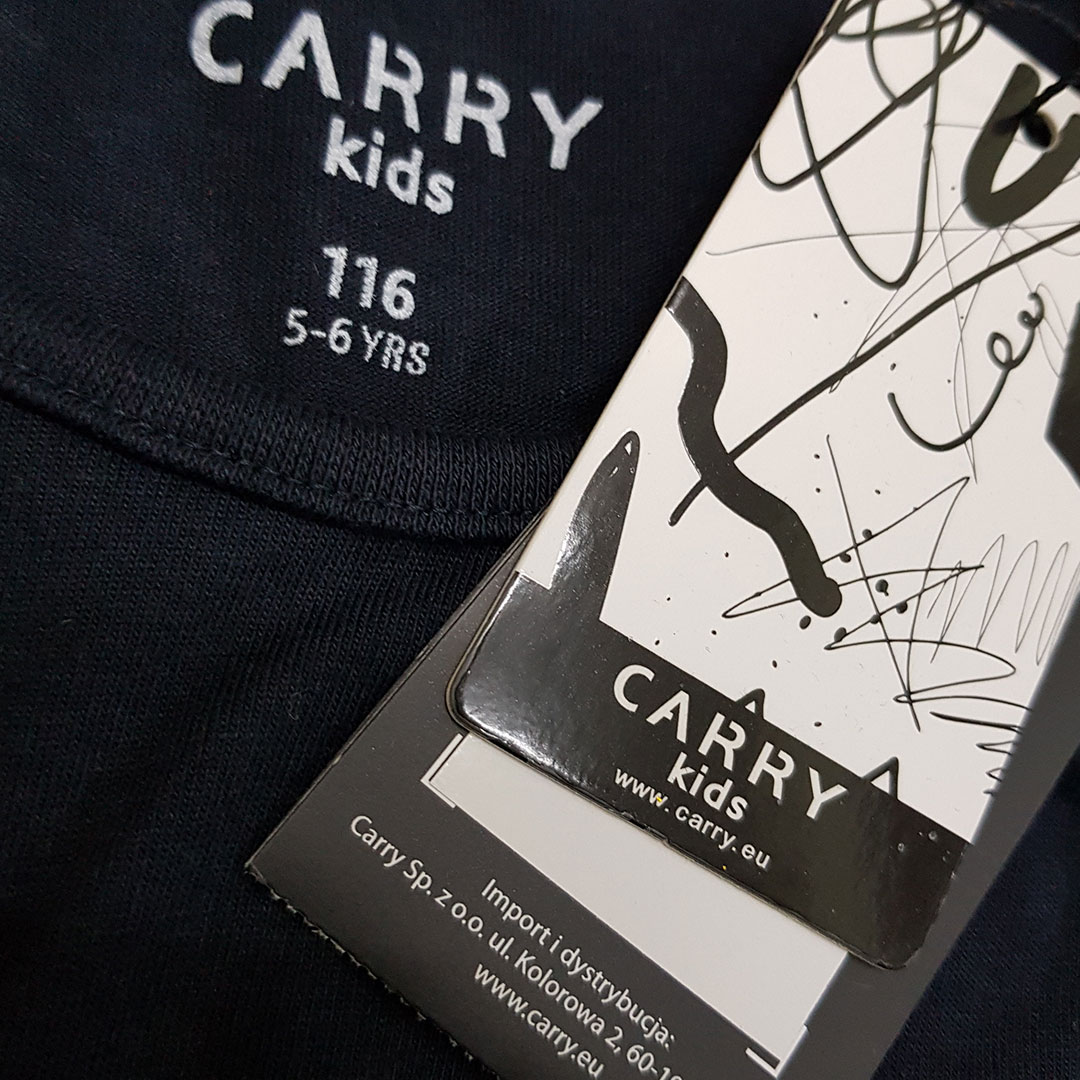 CARRY
kids
116
5-6 YRS
CARRY
kids
www.carry.eu
Import i dystrybucja:
Carry Sp. z o.o. ul. Kolorowa 2,
www.carry.eu